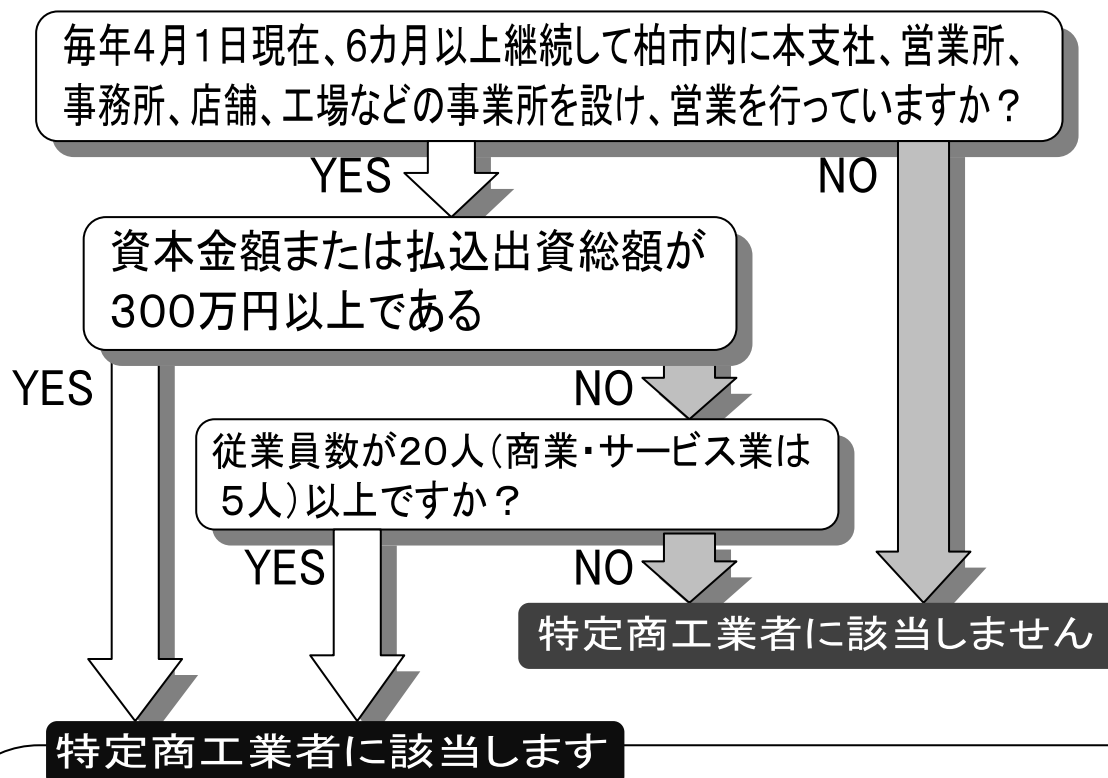 毎年4月1日現在、6カ月以上継続して柏市内に本支社、営業所、
事務所、店舗、工場などの事業所を設け、営業を行っていますか？
YES
NO
資本金額または払込出資総額が
300万円以上である
YES
NO
従業員数が20人（商業・サービス業は
5人）以上ですか？
YES
NO
特定商工業者に該当しません
特定商工業者に該当します